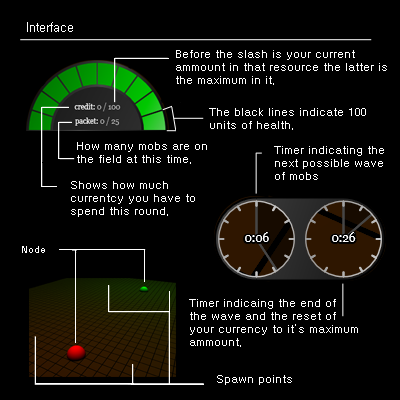 Interface
Before the slash is your current
ammount in that resource the latter is
the maximum in it.
credit: 0 / 100
packet: 0 / 25
The black lines indicate 100
units of health.
How many mobs are on
the field at this time.
Timer indicating the
next possible wave
of mobs
Shows how much
currentcy you have to
spend this round.
0:06
0:26
Node
Timer indicaing the end of
the wave and the reset of
your currency to it's maximum
ammount.
Spawn points